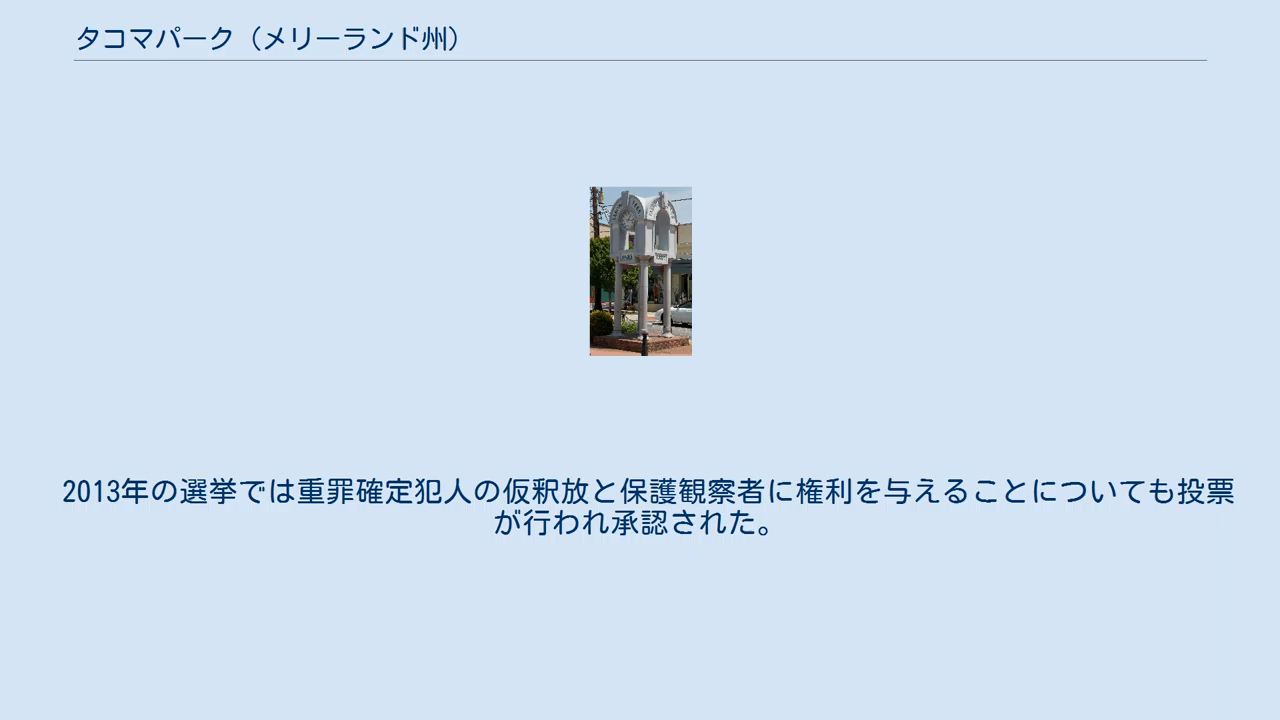 タコマパーク（メリーランド州）
2013年の選挙では重罪確定犯人の仮釈放と保護観察者に権利を与えることについても投票
が行われ承認された。